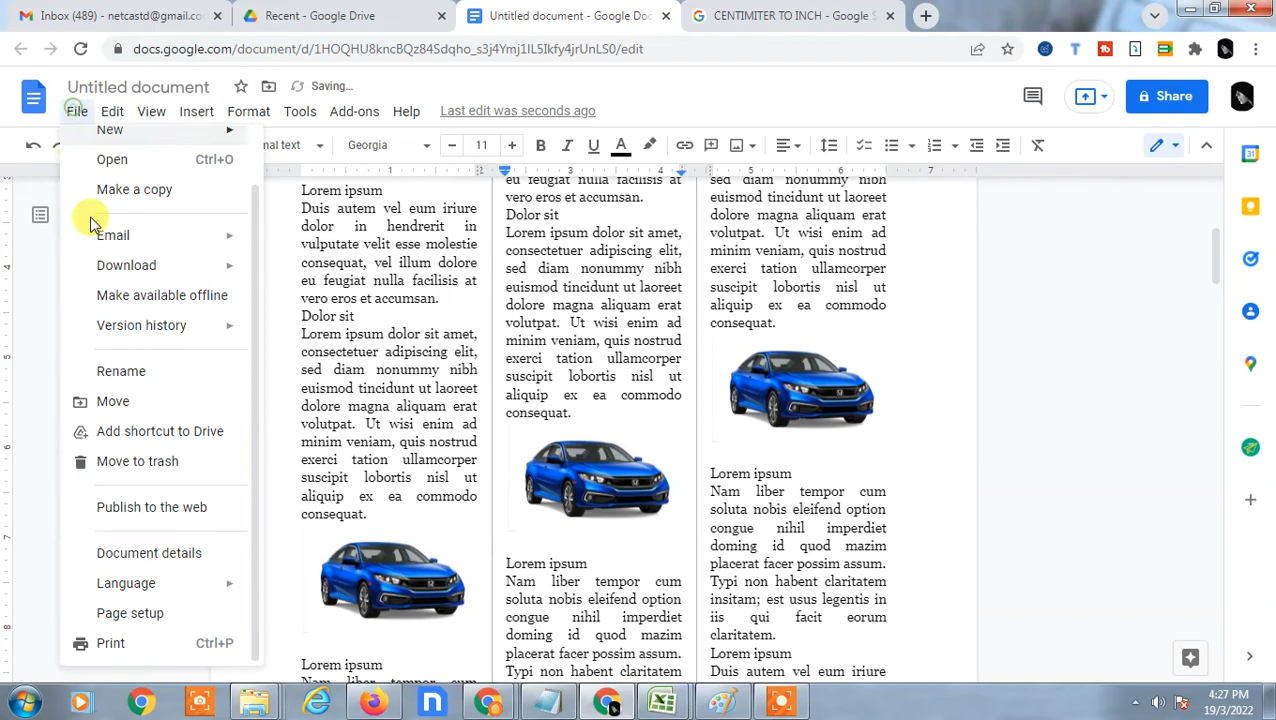 Inbox (489) - netcastd@gmail.co
Recent - Google Drive
Untitled document - Google Doc
CENTIMITER TO INCH - Google S
docs.google.com/document/d/1HOQHU8kncBQz84Sdqho_s3j4Ymj1IL5Ikfy4jrUnLS0/edit
Untitled document
Saving...
File Edit View Insert Format Tools Add-ons Help Last edit was seconds ago
Share
mal text Georgia 11
New
Open Ctrl+O
Make a copy
Email
Download
Make available offline
Version history
Rename
Move
Add shortcut to Drive
Move to trash
Publish to the web
Document details
Language
Page setup
Print Ctrl+P
1 2 3 4 5 6 7
4
5
6
7
8
Lorem ipsum
Duis autem vel eum iriure
dolor in hendrerit in
vulputate velit esse molestie
consequat, vel illum dolore
eu feugiat nulla facilisis at
vero eros et accumsan.
Dolor sit
Lorem ipsum dolor sit amet,
consectetuer adipiscing elit,
sed diam nonummy nibh
euismod tincidunt ut laoreet
dolore magna aliquam erat
volutpat. Ut wisi enim ad
minim veniam, quis nostrud
exerci tation ullamcorper
suscipit lobortis nisl ut
aliquip ex ea commodo
consequat.
Lorem ipsum
eu feugiat nulla facilisis at
vero eros et accumsan.
Dolor sit
Lorem ipsum dolor sit amet,
consectetuer adipiscing elit,
sed diam nonummy nibh
euismod tincidunt ut laoreet
dolore magna aliquam erat
volutpat. Ut wisi enim ad
minim veniam, quis nostrud
exerci tation ullamcorper
suscipit lobortis nisl ut
aliquip ex ea commodo
consequat.
Lorem ipsum
Nam liber tempor cum
soluta nobis eleifend option
congue nihil imperdiet
doming id quod mazim
placerat facer possim assum.
Typi non habent claritatem
sed diam nonummy nibh
euismod tincidunt ut laoreet
dolore magna aliquam erat
volutpat. Ut wisi enim ad
minim veniam, quis nostrud
exerci tation ullamcorper
suscipit lobortis nisl ut
aliquip ex ea commodo
consequat.
Lorem ipsum
Nam liber tempor cum
soluta nobis eleifend option
congue nihil imperdiet
doming id quod mazim
placerat facer possim assum.
Typi non habent claritatem
insitam; est usus legentis in
iis qui facit eorum
claritatem.
Lorem ipsum
Duis autem vel eum iriure
4:27 PM
19/3/2022